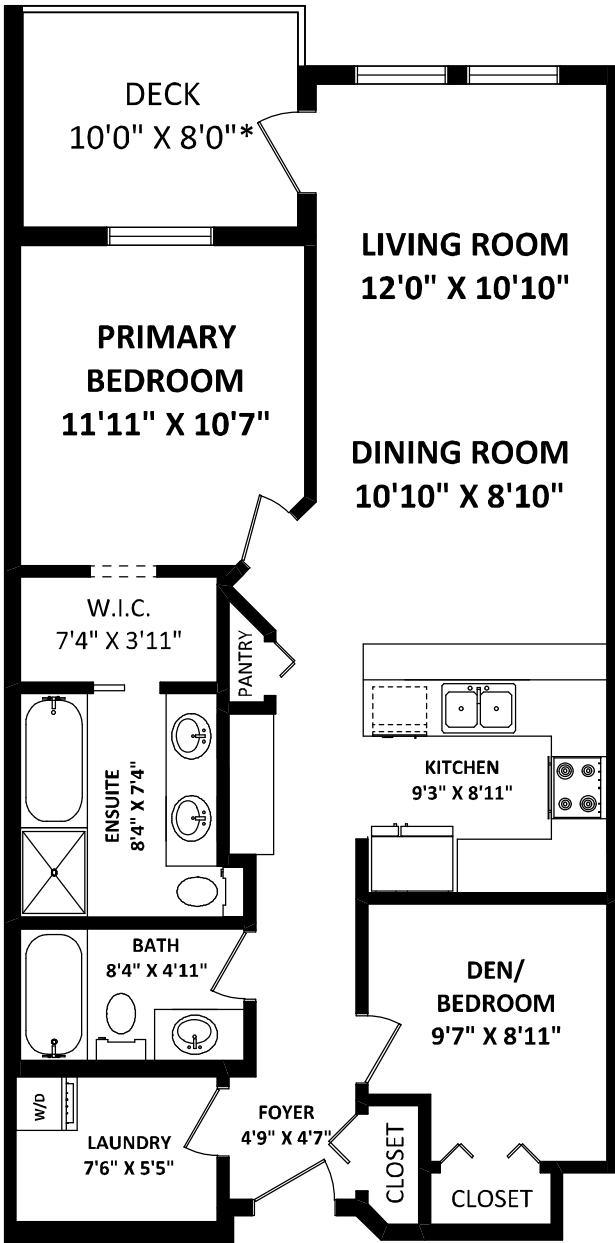 DECK
10'0" X 8'0"*
LIVING ROOM
12'0" X 10'10"
PRIMARY
BEDROOM
11'11" X 10'7"
DINING ROOM
10'10" X 8'10"
W.I.C.
7'4" X 3'11"
PANTRY
KITCHEN
9'3" X 8'11"
ENSUITE
8'4" X 7'4"
BATH
8'4" X 4'11"
DEN/
BEDROOM
9'7" X 8'11"
W/D
LAUNDRY
7'6" X 5'5"
FOYER
4'9" X 4'7"
CLOSET
CLOSET